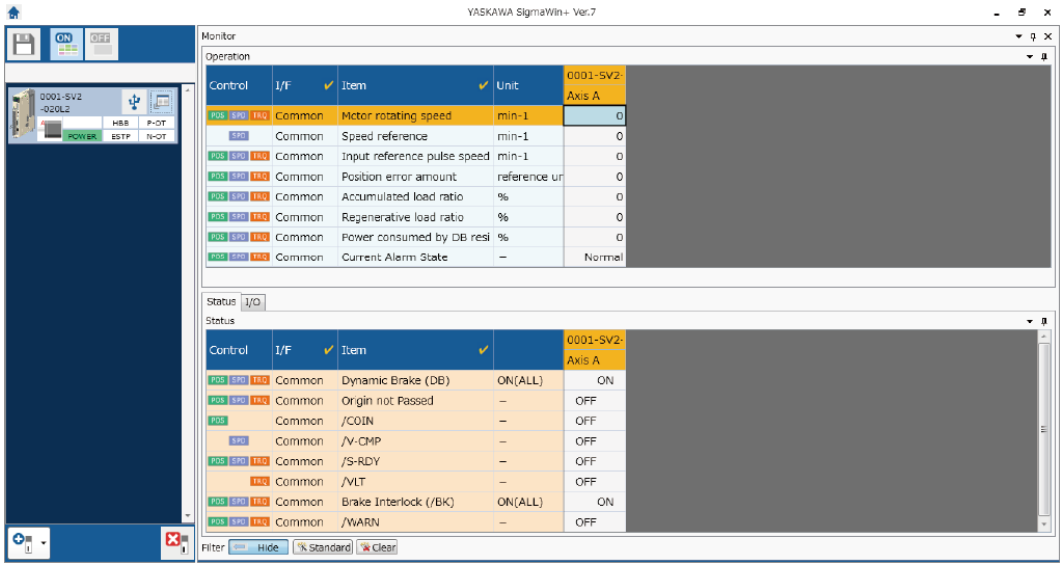 YASKAWA SigmaWin+ Ver.7
ON OFF
0001-SV2
-020L2
HBB P-OT
POWER ESTP N-OT
Monitor
Operation
Control I/F Item Unit 0001-SV2-
Axis A
POS SPD TRQ Common Motor rotating speed min-1 0
SPD Common Speed reference min-1 0
POS SPD TRQ Common Input reference pulse speed min-1 0
POS SPD TRQ Common Position error amount reference ur 0
POS SPD TRQ Common Accumulated load ratio % 0
POS SPD TRQ Common Regenerative load ratio % 0
POS SPD TRQ Common Power consumed by DB resi % 0
POS SPD TRQ Common Current Alarm State – Normal
Status I/O
Status
Control I/F Item 0001-SV2-
Axis A
POS SPD TRQ Common Dynamic Brake (DB) ON(ALL) ON
POS SPD TRQ Common Origin not Passed – OFF
POS Common /COIN – OFF
SPD Common /V-CMP – OFF
POS SPD TRQ Common /S-RDY – OFF
TRQ Common /VLT – OFF
POS SPD TRQ Common Brake Interlock (/BK) ON(ALL) ON
POS SPD TRQ Common /WARN – OFF
Filter Hide Standard Clear